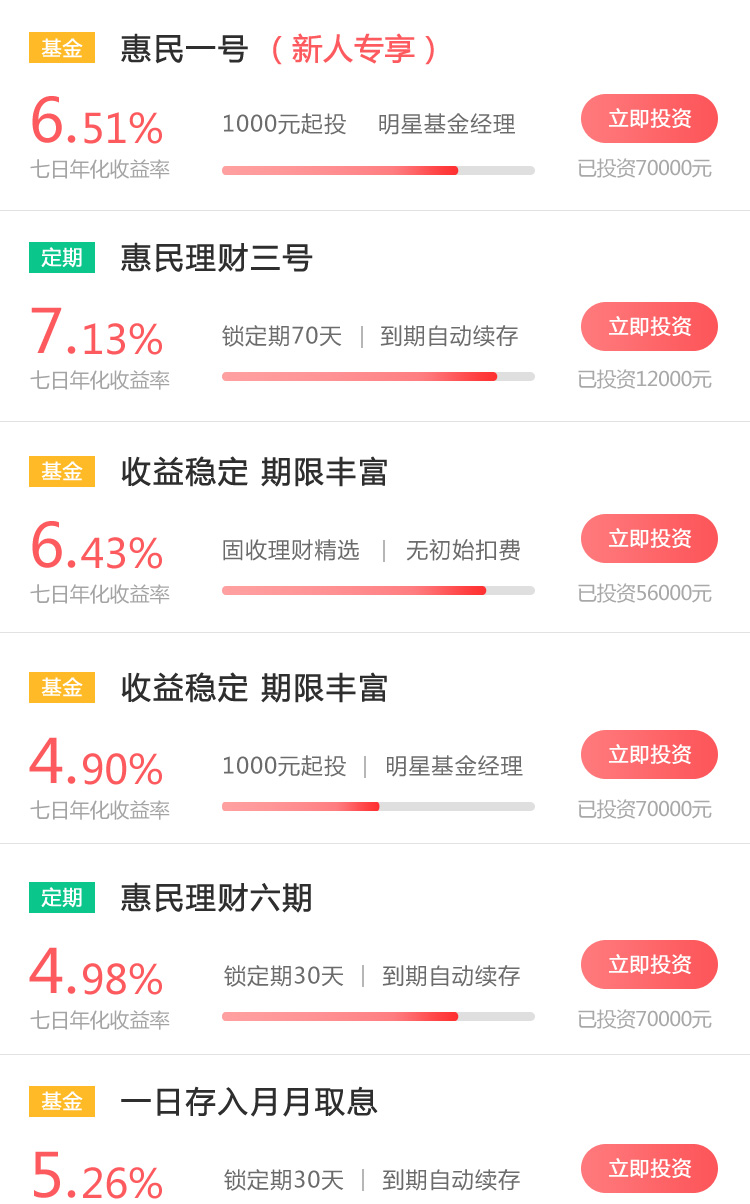 基金 惠民一号 （新人专享）
6.51% 1000元起投 明星基金经理 立即投资
七日年化收益率 已投资70000元
定期 惠民理财三号
7.13% 锁定期70天 | 到期自动续存 立即投资
七日年化收益率 已投资12000元
基金 收益稳定 期限丰富
6.43% 固收理财精选 | 无初始扣费 立即投资
七日年化收益率 已投资56000元
基金 收益稳定 期限丰富
4.90% 1000元起投 | 明星基金经理 立即投资
七日年化收益率 已投资70000元
定期 惠民理财六期
4.98% 锁定期30天 | 到期自动续存 立即投资
七日年化收益率 已投资70000元
基金 一日存入月月取息
5.26% 锁定期30天 | 到期自动续存 立即投资